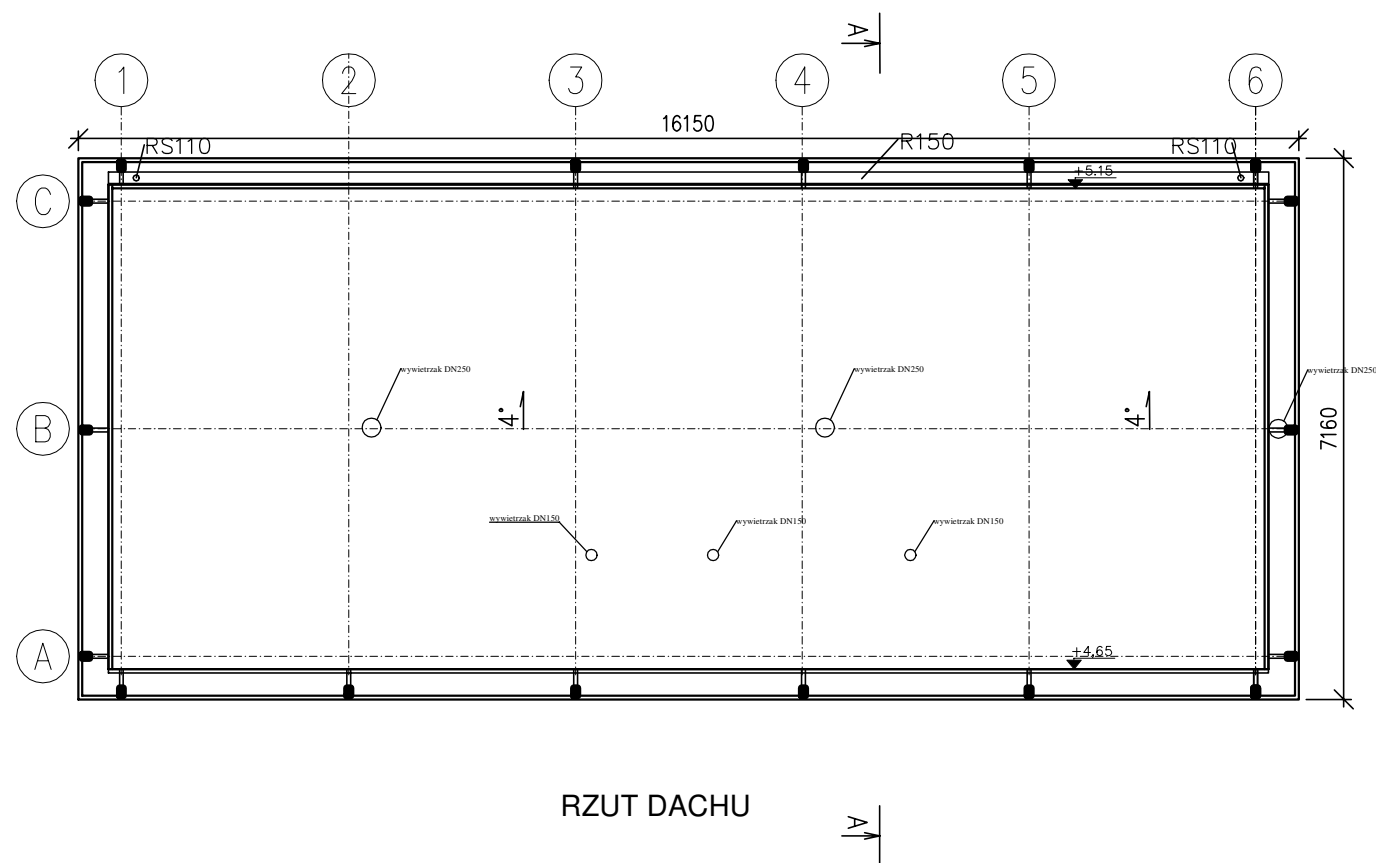 A
1
2
3
4
5
6
16150
RS110
R150
RS110
+5.15
C
wywietrzak DN250
wywietrzak DN250
wywietrzak DN250
4°
4°
B
7160
wywietrzak DN150
wywietrzak DN150
wywietrzak DN150
+4,65
A
RZUT DACHU
A